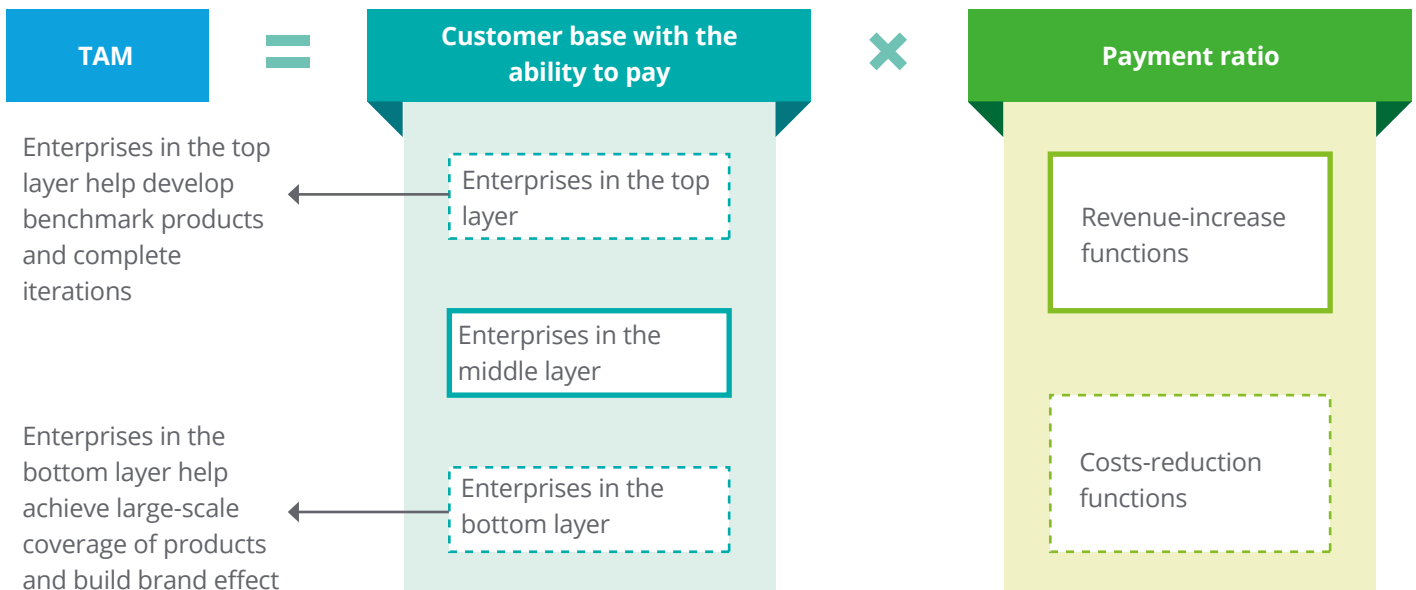 TAM
=
Customer base with the
ability to pay
×
Payment ratio
Enterprises in the top
layer help develop
benchmark products
and complete
iterations
Enterprises in the top
layer
Revenue-increase
functions
Enterprises in the
middle layer
Enterprises in the
bottom layer help
achieve large-scale
coverage of products
and build brand effect
Enterprises in the
bottom layer
Costs-reduction
functions